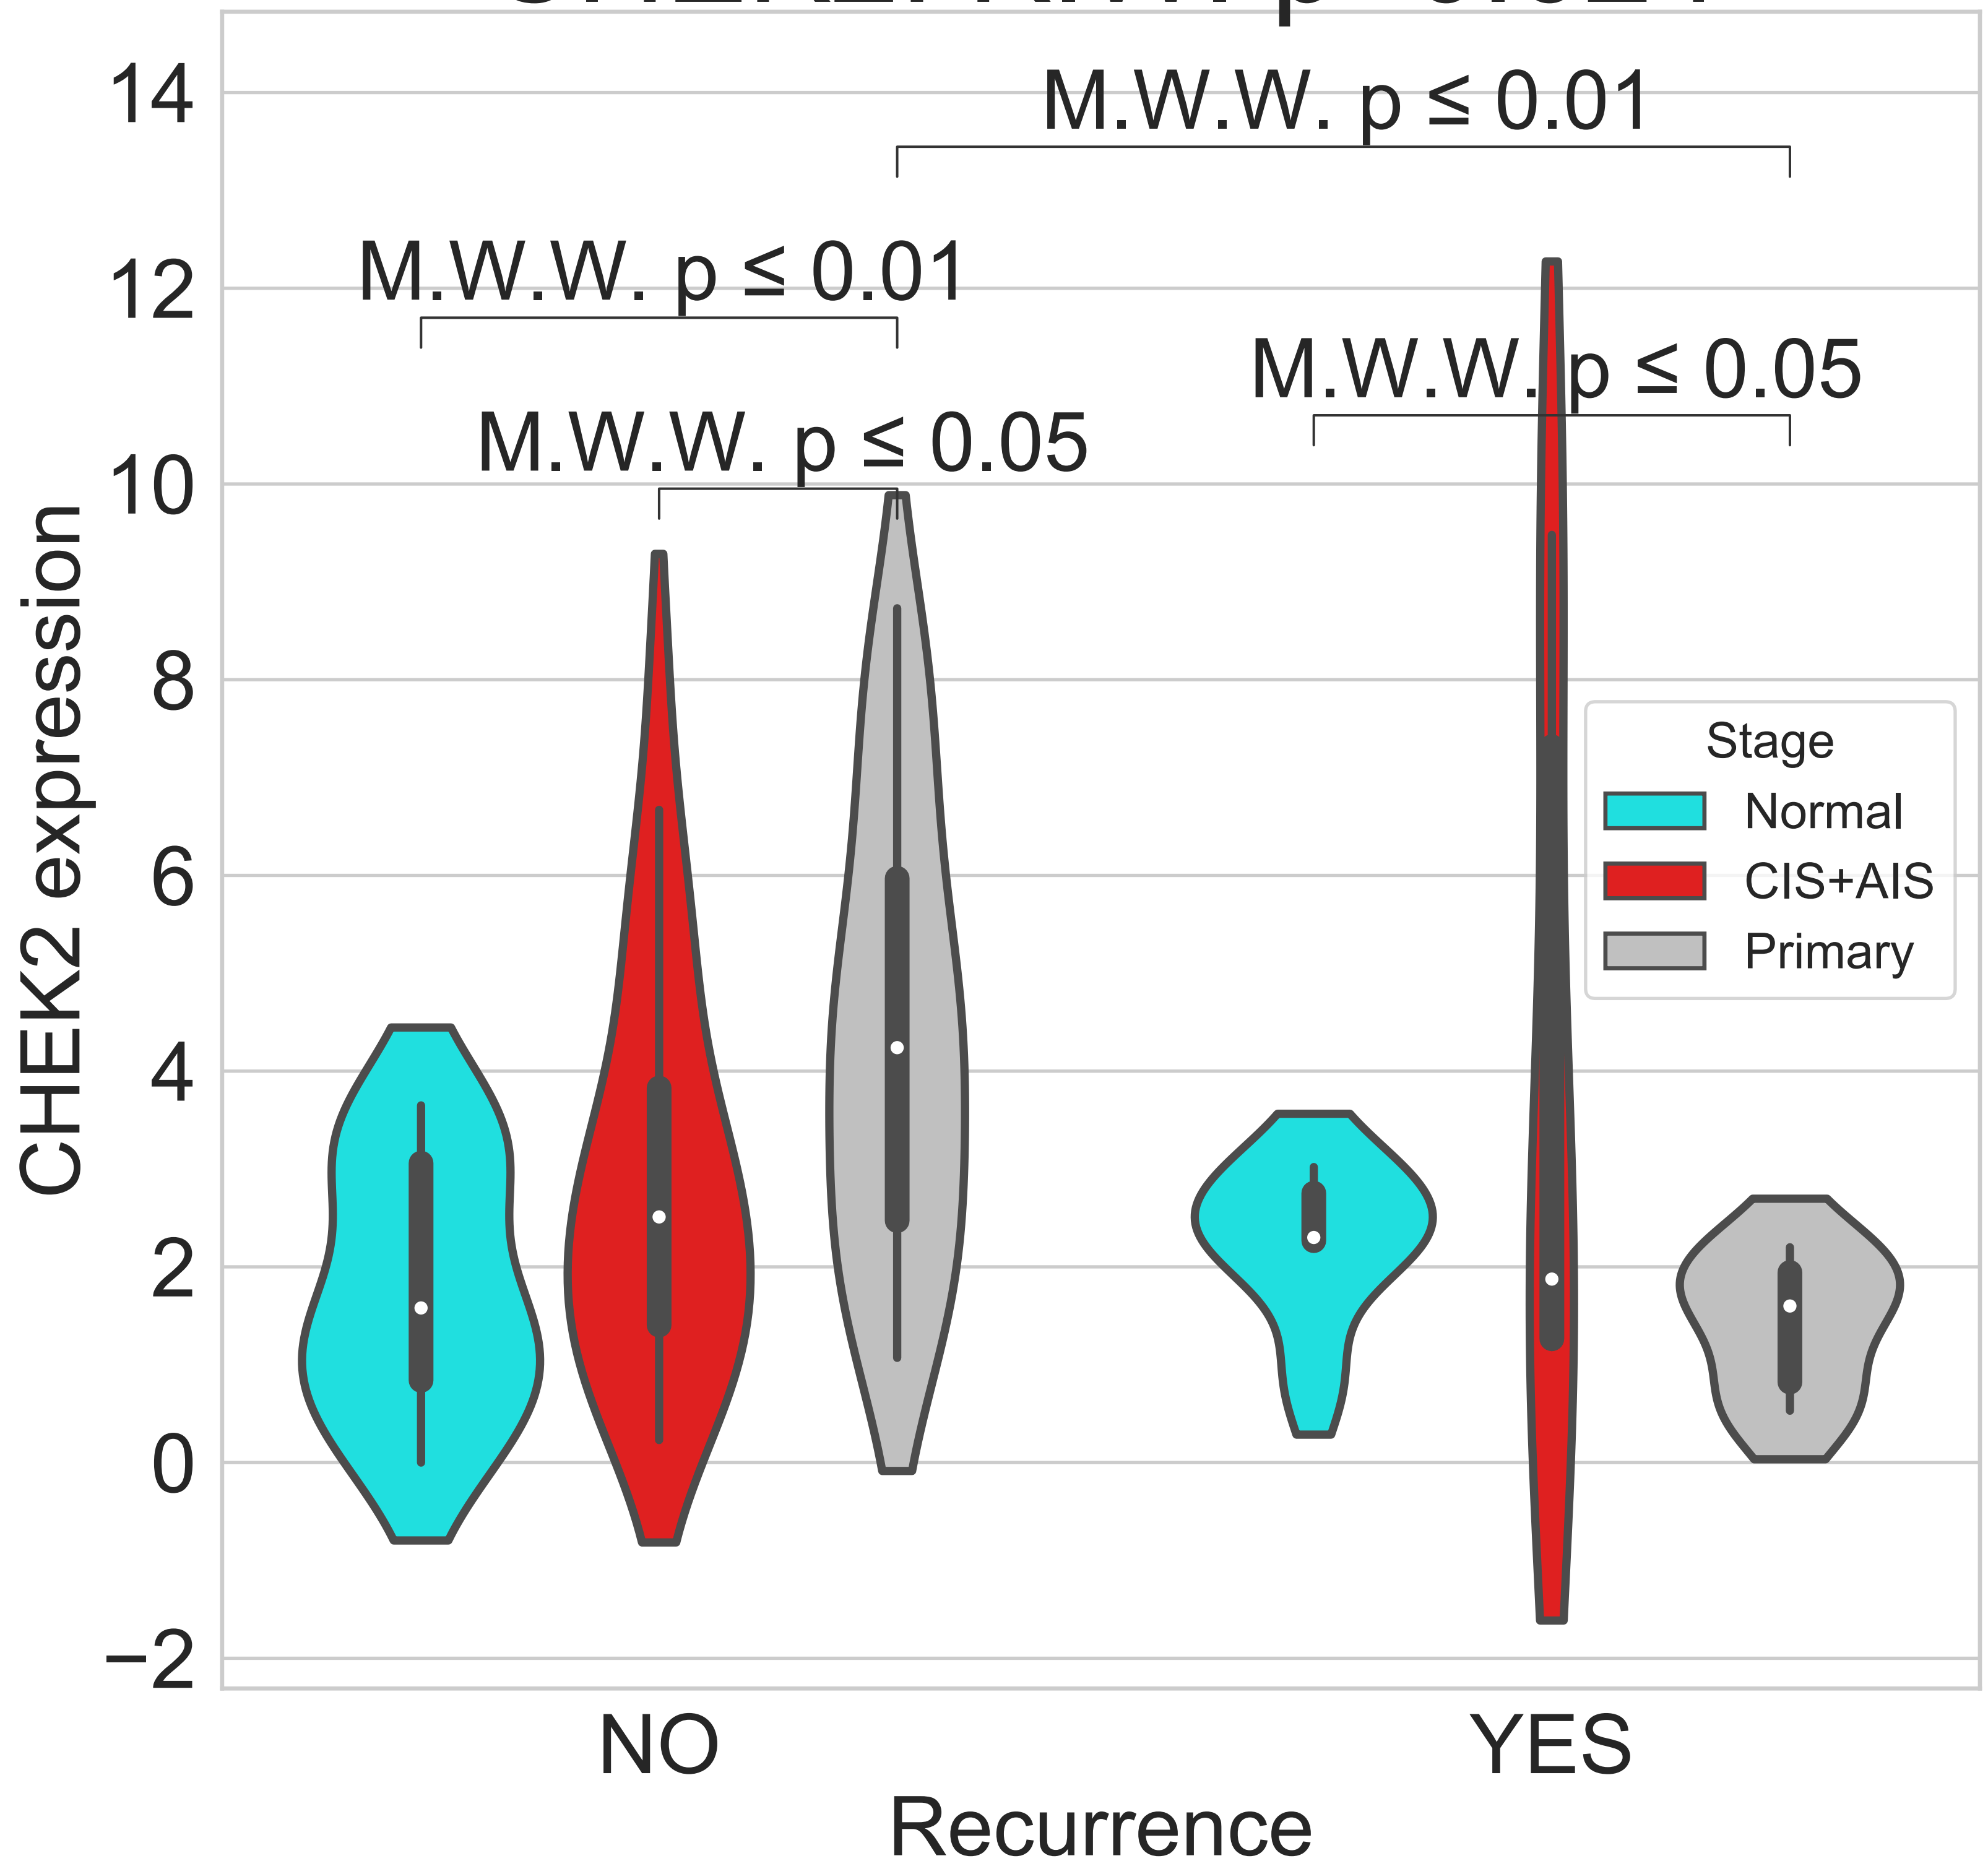 14
M.W.W. p ≤ 0.01
12
M.W.W. p ≤ 0.01
M.W.W. p ≤ 0.05
10
M.W.W. p ≤ 0.05
8
6
4
2
0
−2
CHEK2 expression
Stage
Normal
CIS+AIS
Primary
NO
YES
Recurrence